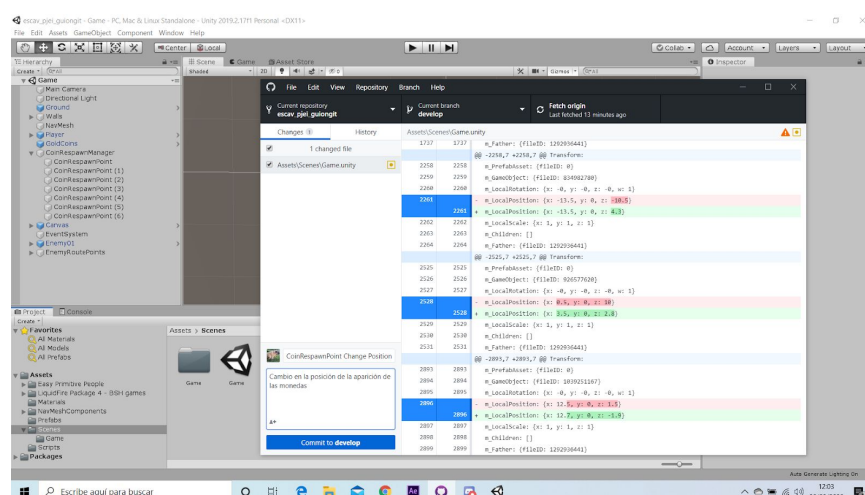 escav_pjei_guiongit - Game - PC, Mac & Linux Standalone - Unity 2019.2.17f1 Personal <DX11>
File Edit Assets GameObject Component Window Help
Center Local
Collab Account Layers Layout
Hierarchy
Scene Game Asset Store
Inspector
Create
Shaded 2D Gizmos
Game
Main Camera
Directional Light
Ground
Walls
NavMesh
Player
GoldCoins
CoinRespawnManager
CoinRespawnPoint
CoinRespawnPoint (1)
CoinRespawnPoint (2)
CoinRespawnPoint (3)
CoinRespawnPoint (4)
CoinRespawnPoint (5)
CoinRespawnPoint (6)
Canvas
EventSystem
Enemy01
EnemyRoutePoints
File Edit View Repository Branch Help
Current repository
escav_pjei_guiongit
Current branch
develop
Fetch origin
Last fetched 13 minutes ago
Changes 1 History
1 changed file
Assets\Scenes\Game.unity
Assets\Scenes\Game.unity
1737 1737 m_Father: {fileID: 1292936441}
@@ -2258,7 +2258,7 @@ Transform:
2258 2258 m_PrefabAsset: {fileID: 0}
2259 2259 m_GameObject: {fileID: 834982780}
2260 2260 m_LocalRotation: {x: -0, y: -0, z: -0, w: 1}
2261 - m_LocalPosition: {x: -13.5, y: 0, z: -10.5}
2261 + m_LocalPosition: {x: -13.5, y: 0, z: 4.3}
2262 2262 m_LocalScale: {x: 1, y: 1, z: 1}
2263 2263 m_Children: []
2264 2264 m_Father: {fileID: 1292936441}
@@ -2525,7 +2525,7 @@ Transform:
2525 2525 m_PrefabAsset: {fileID: 0}
2526 2526 m_GameObject: {fileID: 926577620}
2527 2527 m_LocalRotation: {x: -0, y: -0, z: -0, w: 1}
2528 - m_LocalPosition: {x: 0.5, y: 0, z: 10}
2528 + m_LocalPosition: {x: 3.5, y: 0, z: 2.8}
2529 2529 m_LocalScale: {x: 1, y: 1, z: 1}
2530 2530 m_Children: []
2531 2531 m_Father: {fileID: 1292936441}
@@ -2893,7 +2893,7 @@ Transform:
2893 2893 m_PrefabAsset: {fileID: 0}
2894 2894 m_GameObject: {fileID: 1039251167}
2895 2895 m_LocalRotation: {x: -0, y: -0, z: -0, w: 1}
2896 - m_LocalPosition: {x: 12.5, y: 0, z: 1.5}
2896 + m_LocalPosition: {x: 12.7, y: 0, z: -1.9}
2897 2897 m_LocalScale: {x: 1, y: 1, z: 1}
2898 2898 m_Children: []
2899 2899 m_Father: {fileID: 1292936441}
CoinRespawnPoint Change Position
Cambio en la posición de la aparición de
las monedas
Commit to develop
Project Console
Create
Favorites
All Materials
All Models
All Prefabs
Assets
Easy Primitive People
LiquidFire Package 4 - BSH games
Materials
NavMeshComponents
Prefabs
Scenes
Game
Scripts
Packages
Assets > Scenes
Game Game
Auto Generate Lighting On
Escribe aquí para buscar
12:03